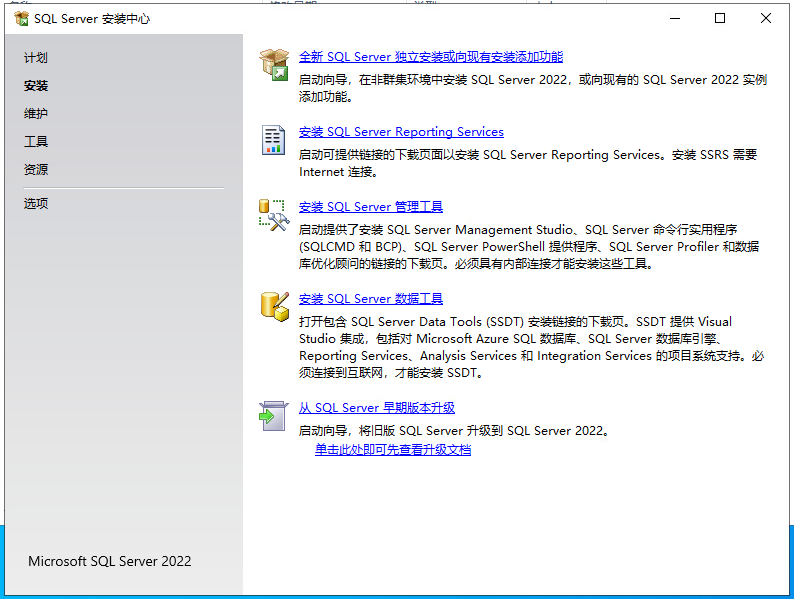 SQL Server 安装中心
计划
安装
维护
工具
资源
选项
全新 SQL Server 独立安装或向现有安装添加功能
启动向导，在非群集环境中安装 SQL Server 2022，或向现有的 SQL Server 2022 实例
添加功能。
安装 SQL Server Reporting Services
启动可提供链接的下载页面以安装 SQL Server Reporting Services。安装 SSRS 需要
Internet 连接。
安装 SQL Server 管理工具
启动提供了安装 SQL Server Management Studio、SQL Server 命令行实用程序
(SQLCMD 和 BCP)、SQL Server PowerShell 提供程序、SQL Server Profiler 和数据
库优化顾问的链接的下载页。必须具有内部连接才能安装这些工具。
安装 SQL Server 数据工具
打开包含 SQL Server Data Tools (SSDT) 安装链接的下载页。SSDT 提供 Visual
Studio 集成，包括对 Microsoft Azure SQL 数据库、SQL Server 数据库引擎、
Reporting Services、Analysis Services 和 Integration Services 的项目系统支持。必
须连接到互联网，才能安装 SSDT。
从 SQL Server 早期版本升级
启动向导，将旧版 SQL Server 升级到 SQL Server 2022。
单击此处即可先查看升级文档
Microsoft SQL Server 2022